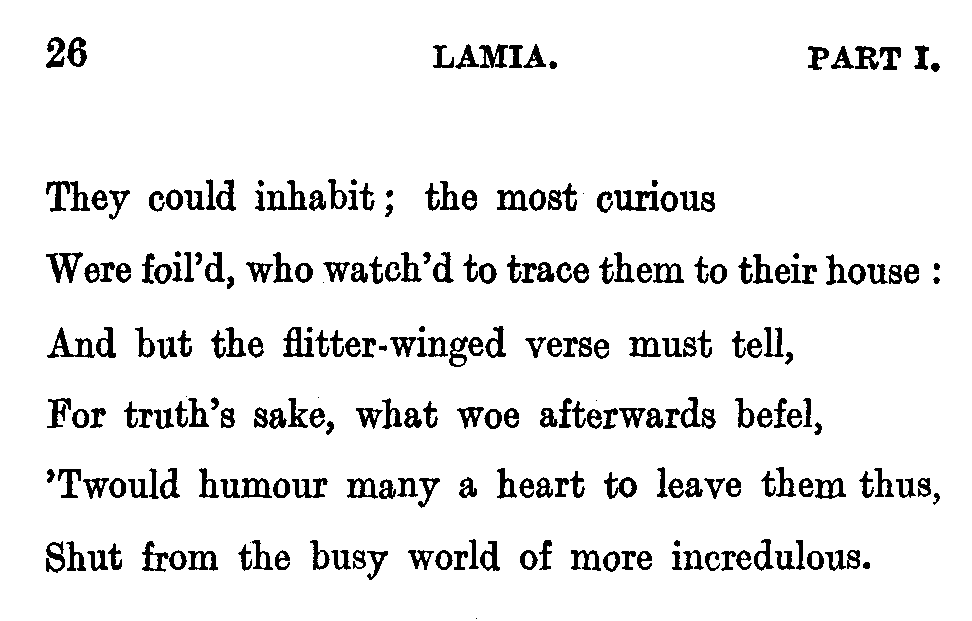 26 LAMIA. PART I.
They could inhabit ; the most curious
Were foil'd, who watch'd to trace them to their house :
And but the flitter-winged verse must tell,
For truth's sake, what woe afterwards befel,
'Twould humour many a heart to leave them thus,
Shut from the busy world of more incredulous.